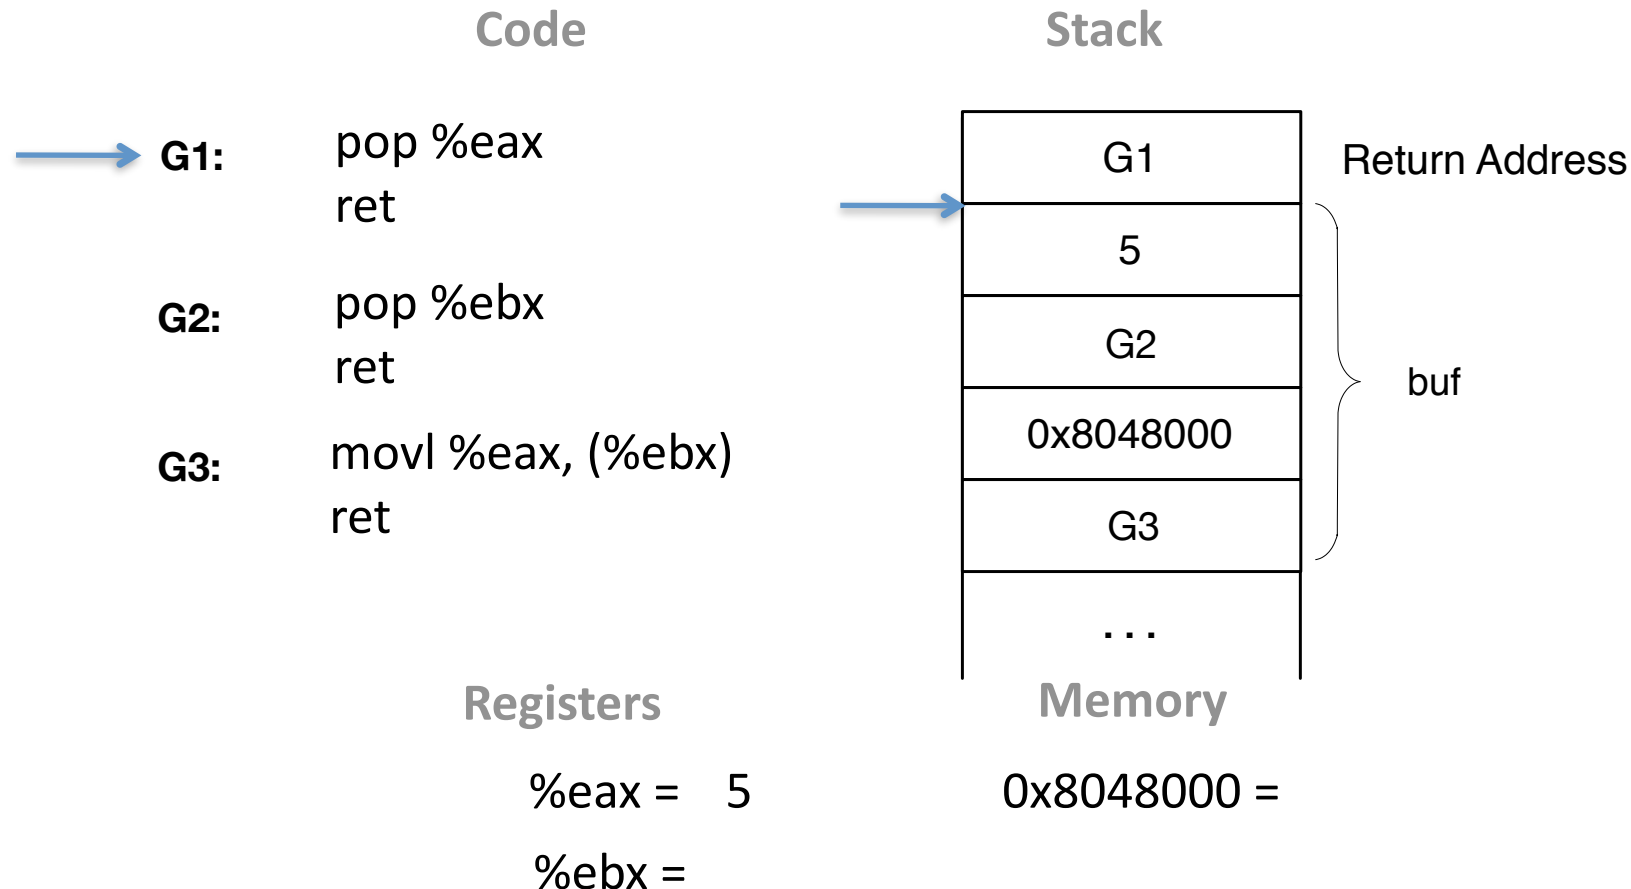 Code
Stack
G1: pop %eax
ret
G2: pop %ebx
ret
G3: movl %eax, (%ebx)
ret
G1
Return Address
5
G2
0x8048000
G3
buf
...
Registers
%eax = 5
%ebx =
Memory
0x8048000 =